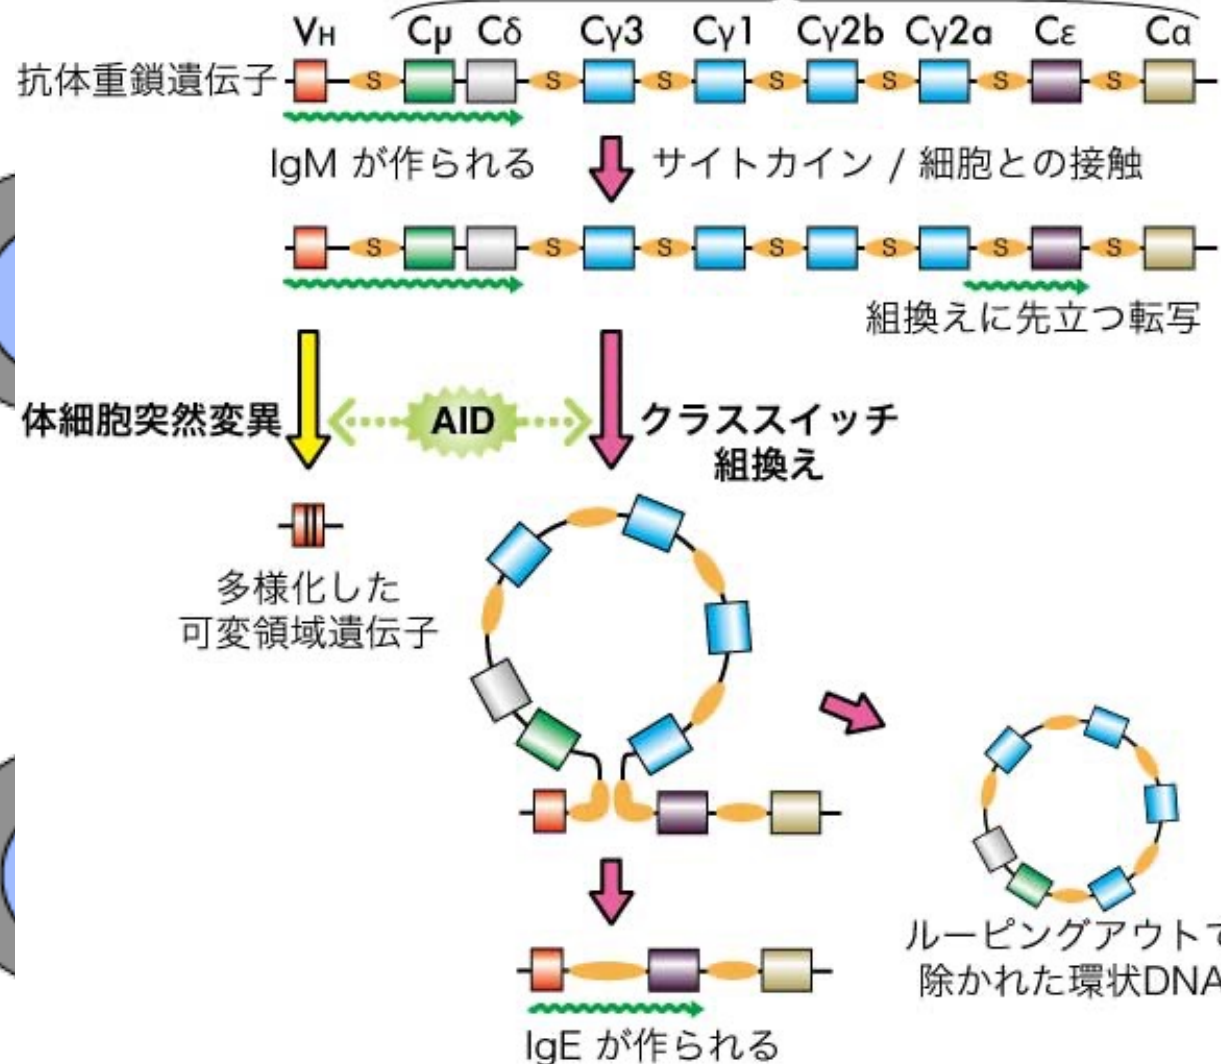 VH Cμ Cδ Cγ3 Cγ1 Cγ2b Cγ2a Cε Cα
抗体重鎖遺伝子 S S S S S S S
IgM が作られる サイトカイン / 細胞との接触
S S S S S S S
組換えに先立つ転写
体細胞突然変異 AID クラススイッチ
組換え
多様化した
可変領域遺伝子
ルーピングアウトで
除かれた環状DNA
IgE が作られる